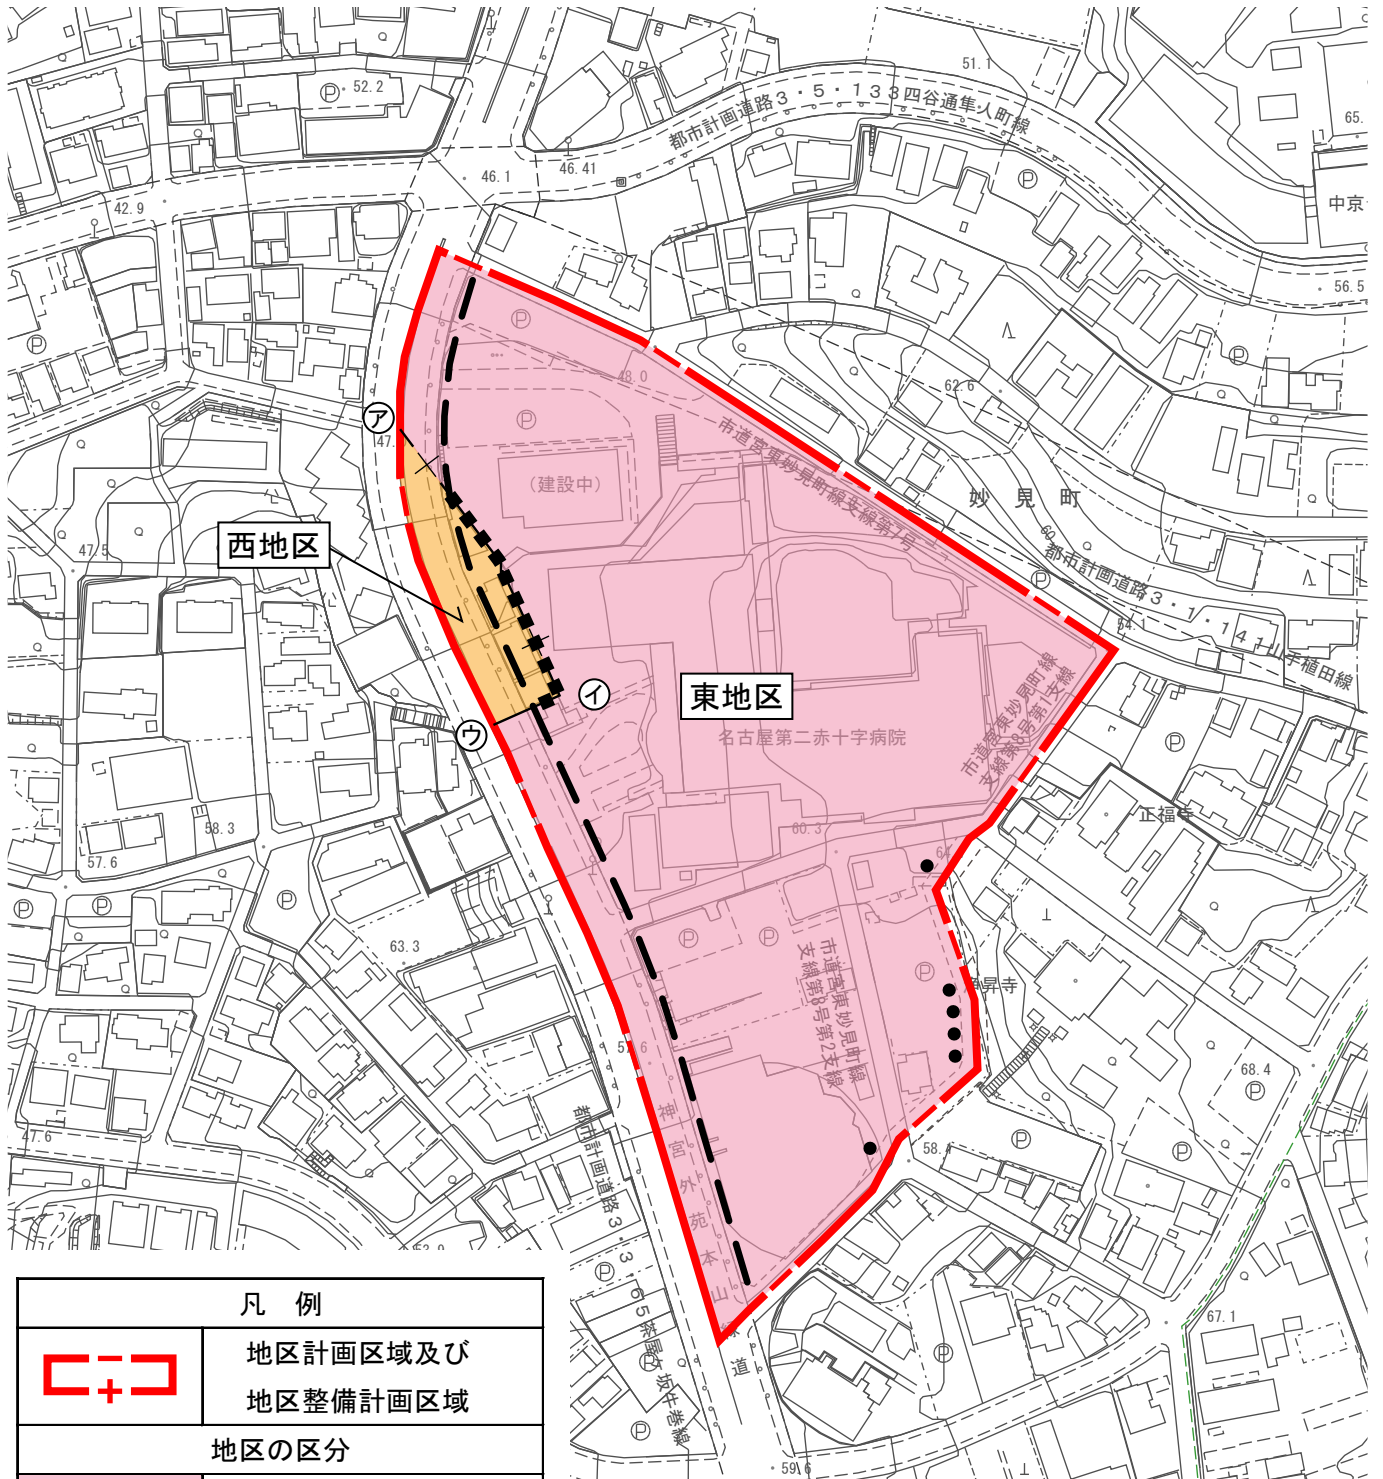 51.1
52.2
都市計画道路3・5・133四谷通隼人町線
65.
46.41
46.1
42.9
中京
56.5
48.0
62.6
ア
47.
市道宮東妙見町線支線第7号
(建設中)
妙見町
60.
西地区
47.5
都市計画道路3・1・141山手植田線
54.1
東地区
イ
ウ
名古屋第二赤十字病院
市道宮東妙見町線
支線第8号第1支線
正福寺
60.3
58.3
57.6
市道宮東妙見町線
支線第8号第2支線
63.3
昇寺
57.6
68.4
神宮外苑本山線道
都市計画道路3・3・65茶屋ヶ坂牛巻線
58.4
47.6
67.1
59.6
凡 例
地区計画区域及び
地区整備計画区域
地区の区分